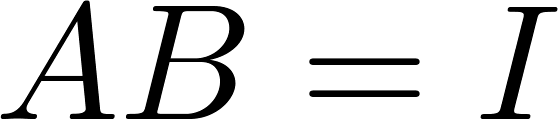 AB = I